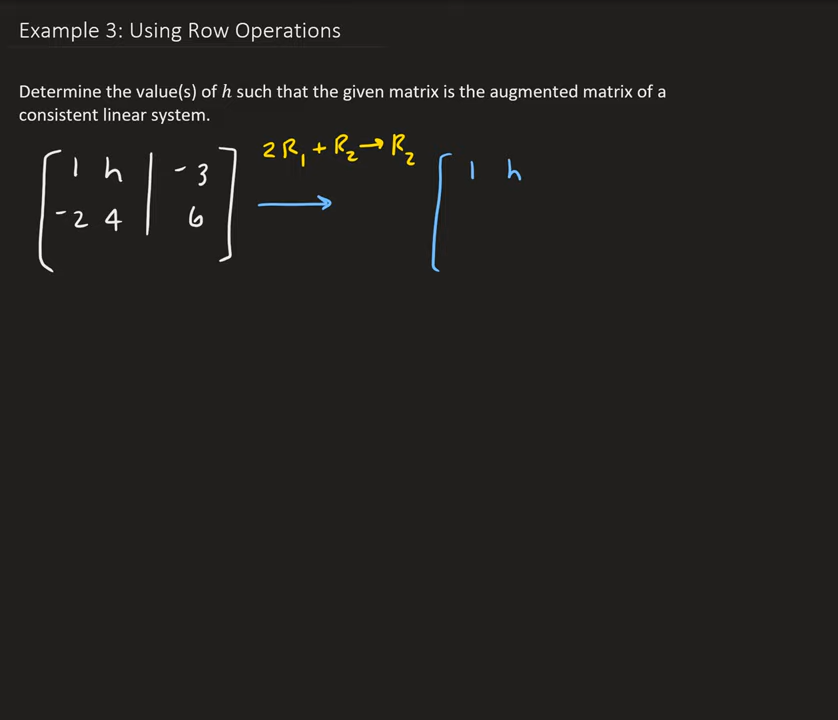 Example 3: Using Row Operations
Determine the value(s) of h such that the given matrix is the augmented matrix of a
consistent linear system.
2R₁ + R₂ → R₂
1 h | -3 1 h
-2 4 | 6